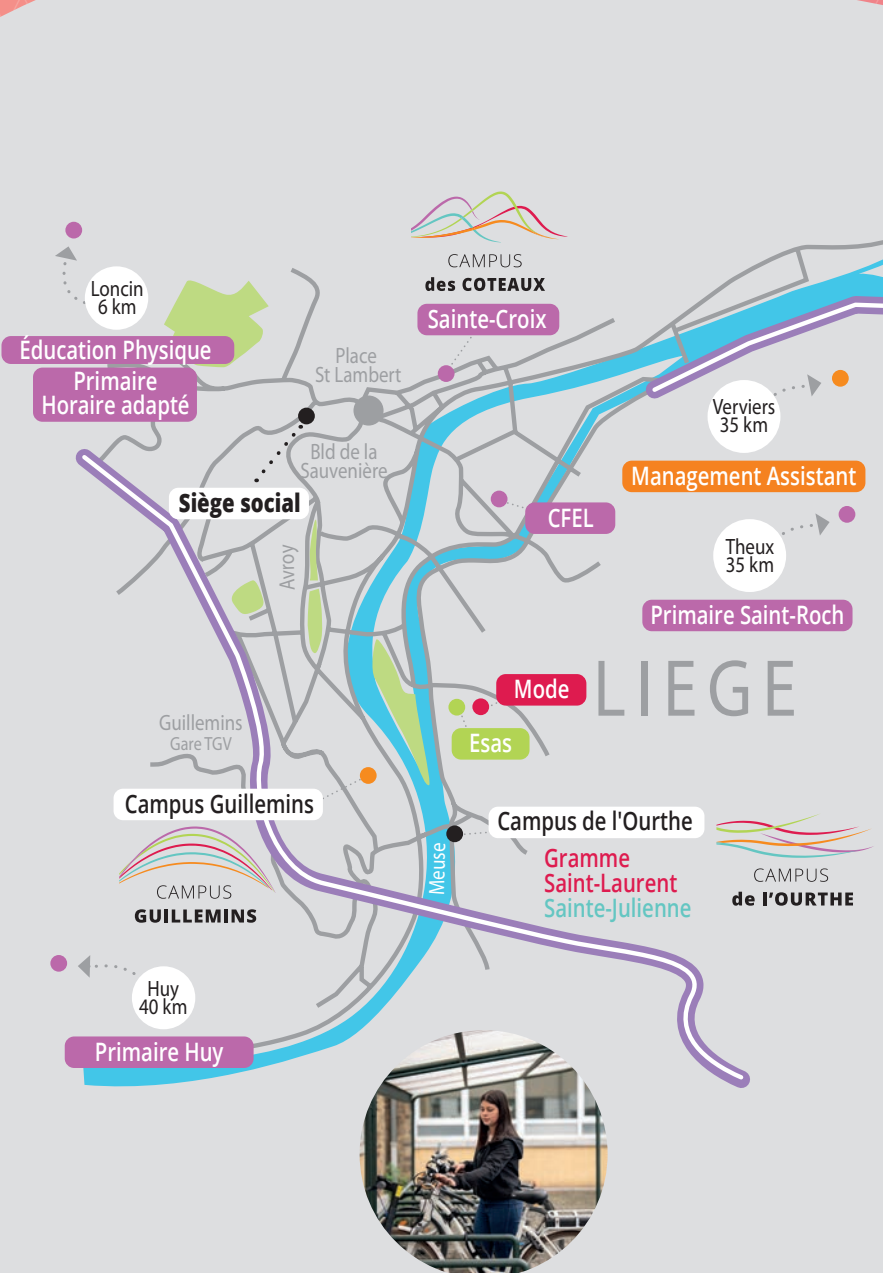 CAMPUS
des COTEAUX
Sainte-Croix
Loncin
6 km
Éducation Physique
Primaire
Horaire adapté
Place
St Lambert
Bld de la
Sauvenière
Siège social
Verviers
35 km
Management Assistant
CFEL
Theux
35 km
Primaire Saint-Roch
Avroy
LIEGE
Mode
Esas
Guillemins
Gare TGV
Campus Guillemins
CAMPUS
GUILLEMINS
Campus de l'Ourthe
Gramme
Saint-Laurent
Sainte-Julienne
CAMPUS
de l'OURTHE
Meuse
Huy
40 km
Primaire Huy